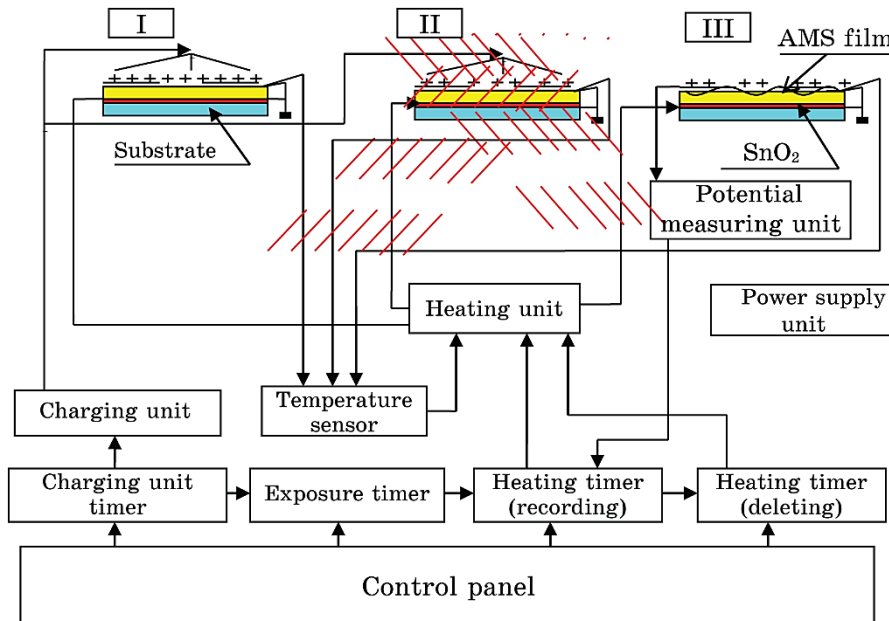 I
II
III
AMS film
+ + + + + + + + + +
+ + + + + + + + + +
+ + + + + + +
Substrate
SnO₂
Potential
measuring unit
Heating unit
Power supply
unit
Charging unit
Temperature
sensor
Charging unit
timer
Exposure timer
Heating timer
(recording)
Heating timer
(deleting)
Control panel